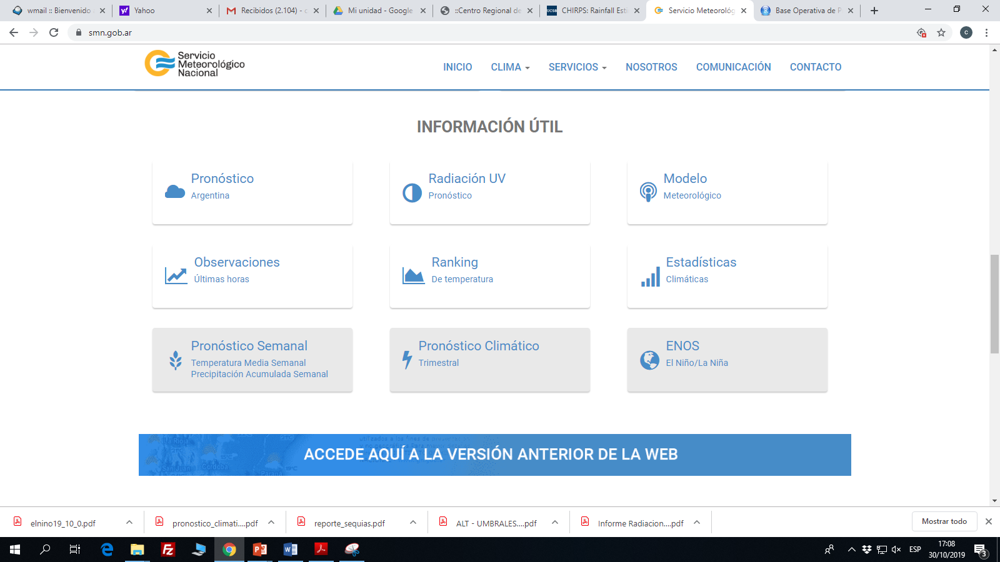 wmail :: Bienvenido
Yahoo
Recibidos (2.104) - c
Mi unidad - Google
::Centro Regional de
CHIRPS: Rainfall Esti
Servicio Meteorológ
Base Operativa de P
smn.gob.ar
Servicio
Meteorológico
Nacional
INICIO
CLIMA
SERVICIOS
NOSOTROS
COMUNICACIÓN
CONTACTO
INFORMACIÓN ÚTIL
Pronóstico
Argentina
Radiación UV
Pronóstico
Modelo
Meteorológico
Observaciones
Últimas horas
Ranking
De temperatura
Estadísticas
Climáticas
Pronóstico Semanal
Temperatura Media Semanal
Precipitación Acumulada Semanal
Pronóstico Climático
Trimestral
ENOS
El Niño/La Niña
ACCEDE AQUÍ A LA VERSIÓN ANTERIOR DE LA WEB
elnino19_10_0.pdf
pronostico_climati....pdf
reporte_sequias.pdf
ALT - UMBRALES....pdf
Informe Radiacion....pdf
Mostrar todo
ESP
17:08
30/10/2019
3